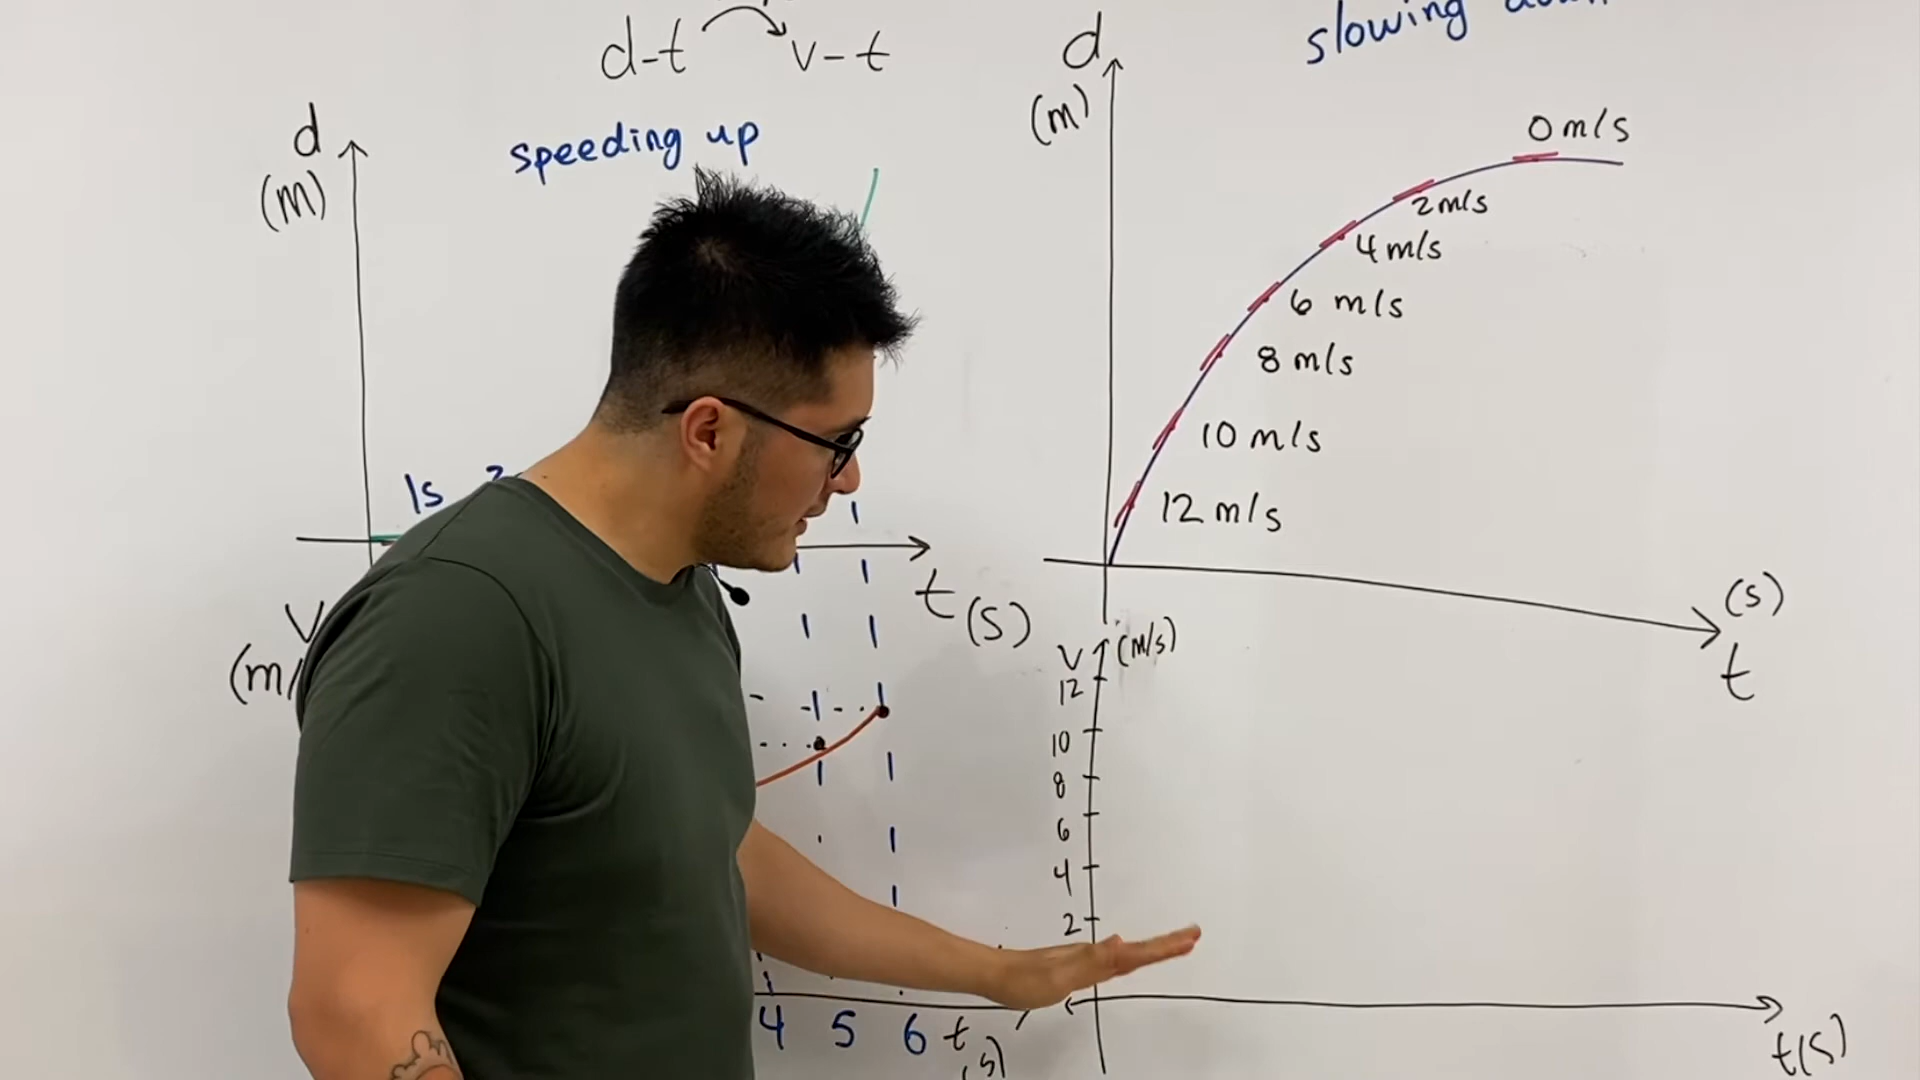 d-t v-t
slowing
d
(m)
speeding up
1s
t
(s)
v
4 5 6 t
d
(m)
0 m/s
2 m/s
4 m/s
6 m/s
8 m/s
10 m/s
12 m/s
(s)
t
v (m/s)
12
10
8
6
4
2
t(s)